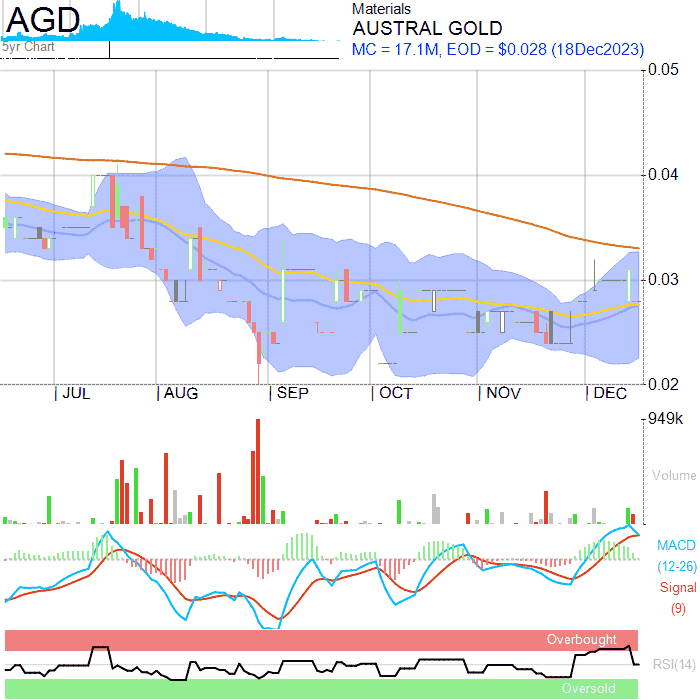 AGD
5yr Chart
Materials
AUSTRAL GOLD
MC = 17.1M, EOD = $0.028 (18Dec2023)
0.05
0.04
0.03
0.02
JUL AUG SEP OCT NOV DEC
949k
Volume
MACD
(12-26)
Signal
(9)
Overbought
RSI(14)
Oversold